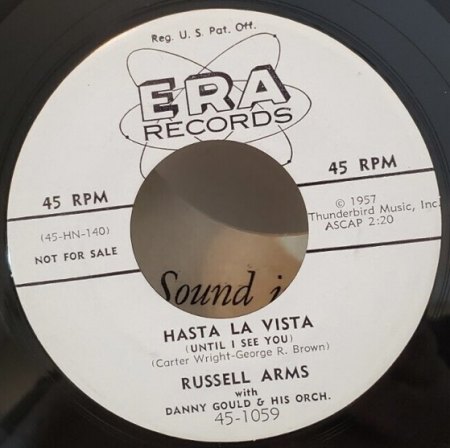 Reg. U. S. Pat. Off.
ERA
RECORDS
45 RPM
45 RPM
(45-HN-140)
NOT FOR SALE
© 1957
Thunderbird Music, Inc
ASCAP 2:20
Sound i
HASTA LA VISTA
(UNTIL I SEE YOU)
(Carter Wright-George R. Brown)
RUSSELL ARMS
with
DANNY GOULD & HIS ORCH.
45-1059